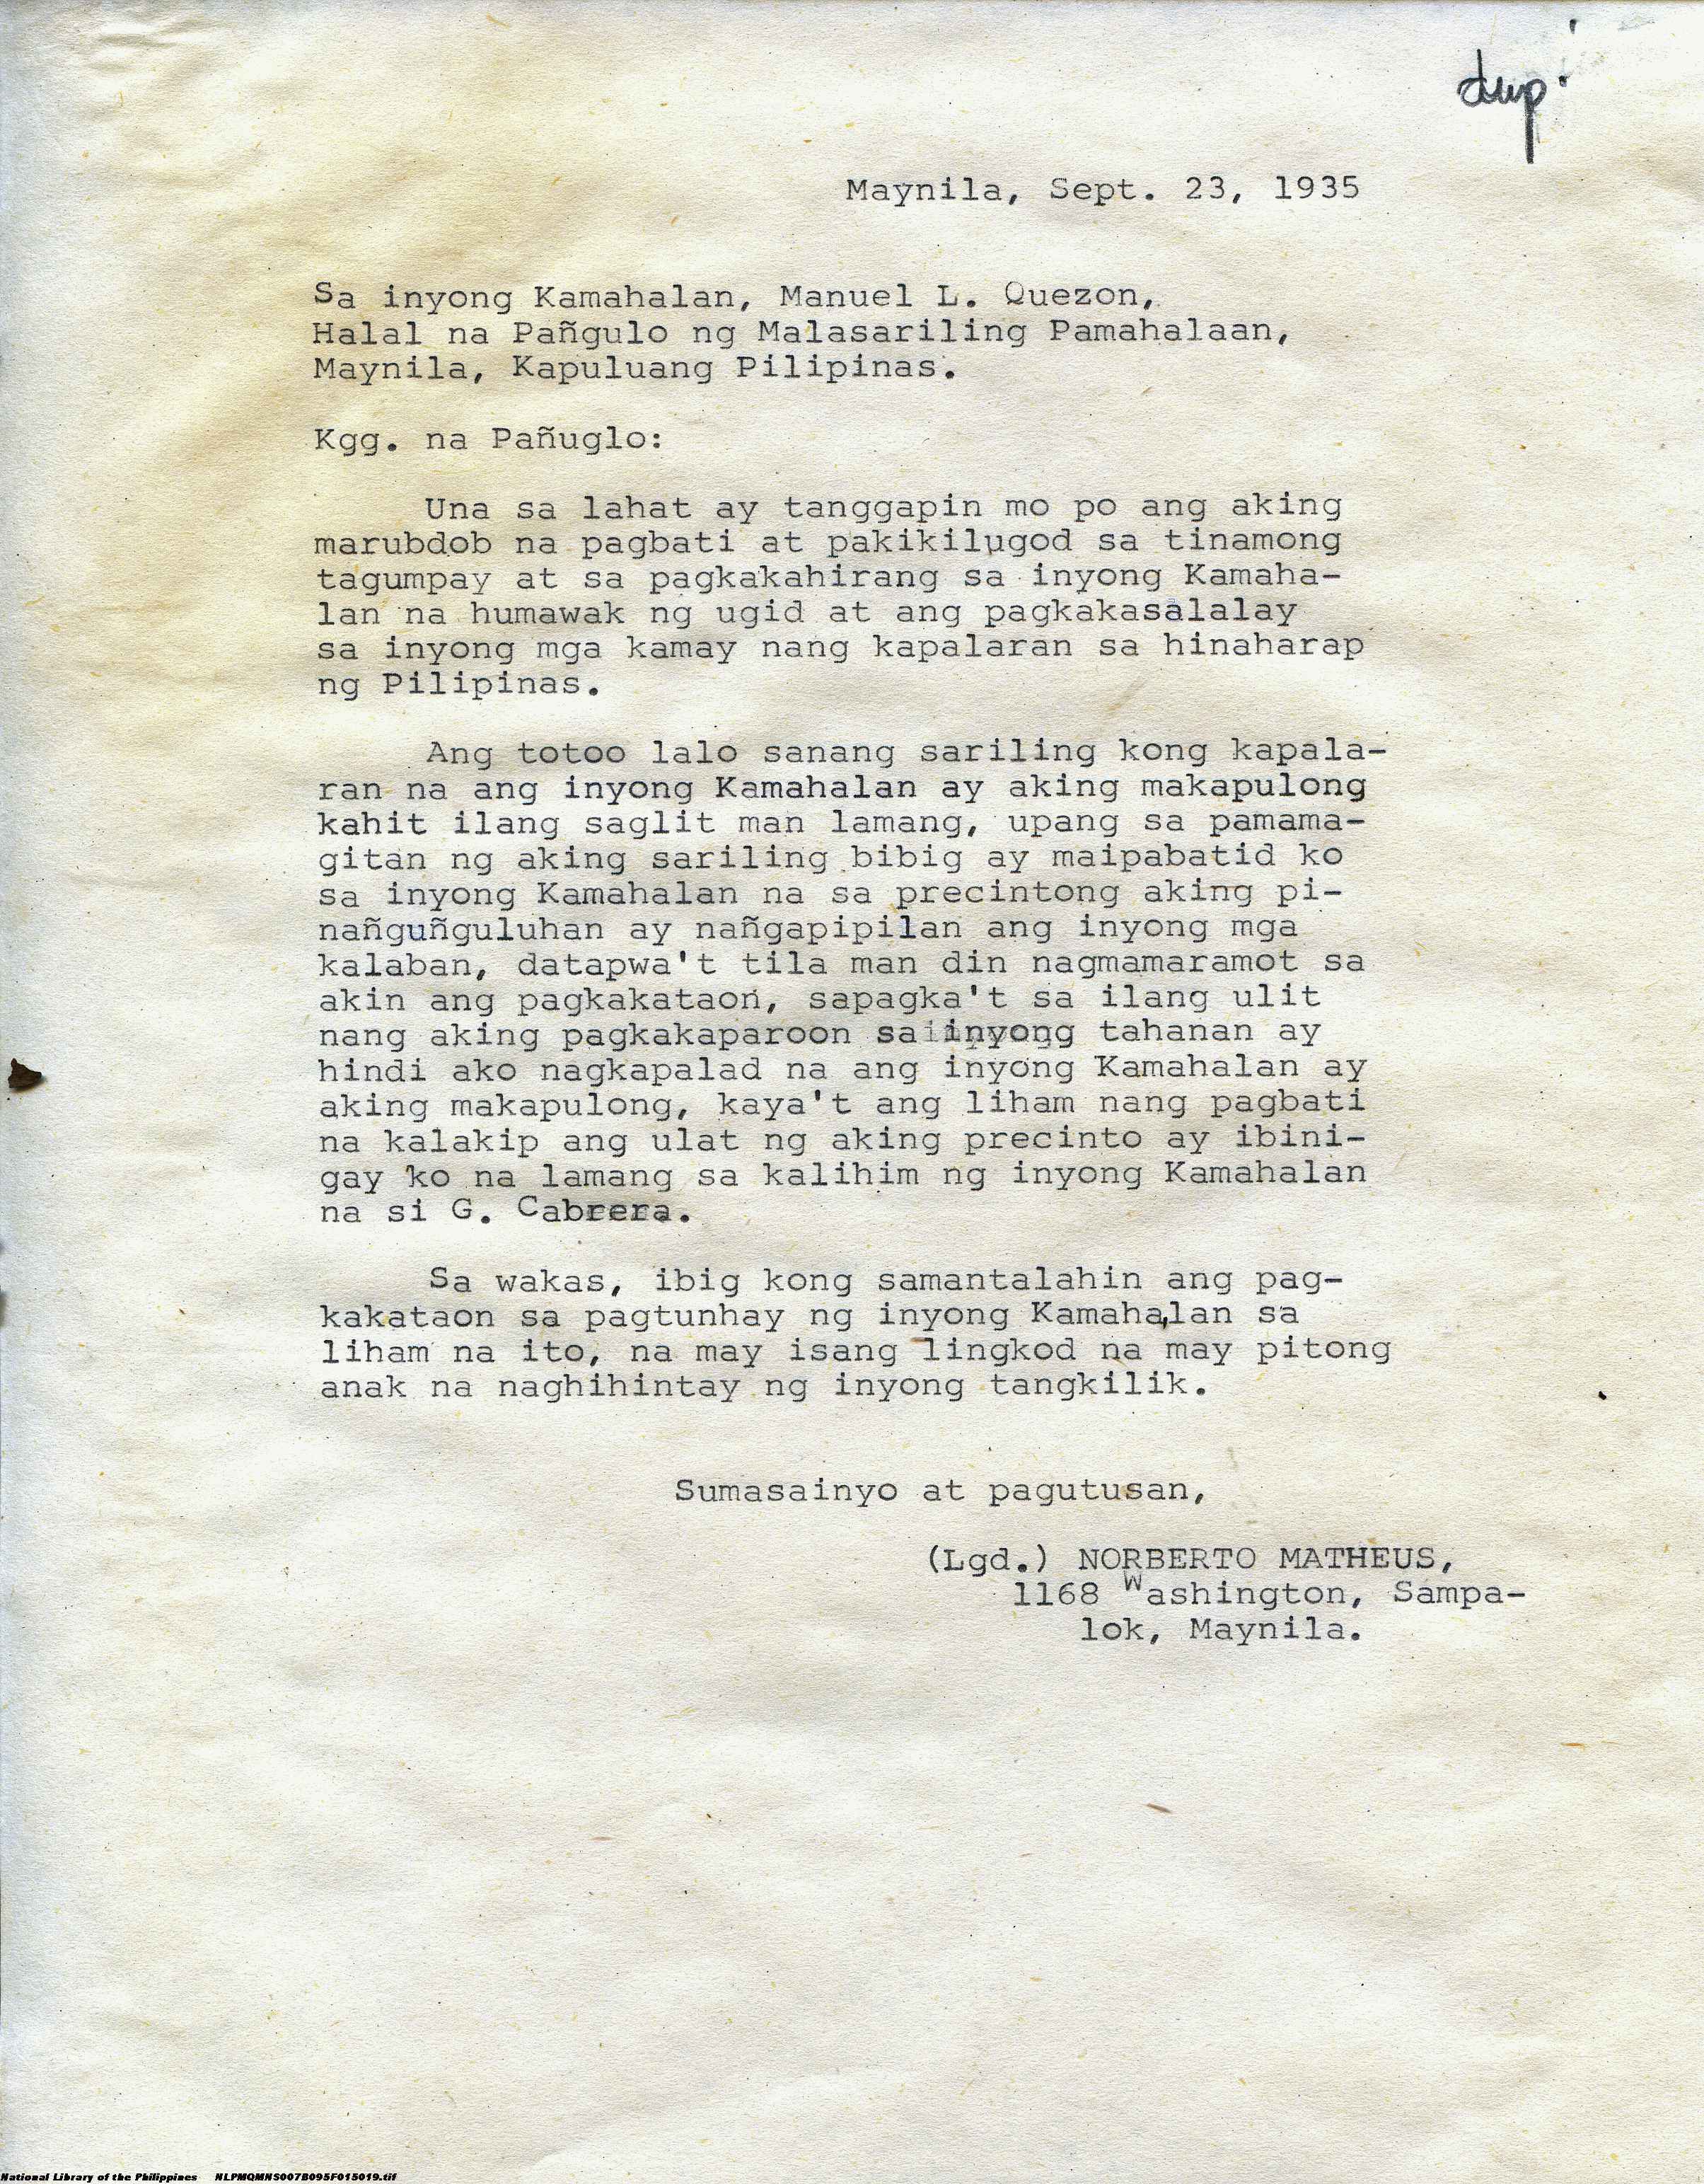 dup.
Maynila, Sept. 23, 1935
Sa inyong Kamahalan, Manuel L. Quezon,
Halal na Pañgulo ng Malasariling Pamahalaan,
Maynila, Kapuluang Pilipinas.
Kgg. na Pañuglo:
Una sa lahat ay tanggapin mo po ang aking
marubdob na pagbati at pakikilugod sa tinamong
tagumpay at sa pagkakahirang sa inyong Kamaha-
lan na humawak ng ugid at ang pagkakasalalay
sa inyong mga kamay nang kapalaran sa hinaharap
ng Pilipinas.
Ang totoo lalo sanang sariling kong kapala-
ran na ang inyong Kamahalan ay aking makapulong
kahit ilang saglit man lamang, upang sa pamama-
gitan ng aking sariling bibig ay maipabatid ko
sa inyong Kamahalan na sa precintong aking pi-
nañguñguluhan ay nañgapipilan ang inyong mga
kalaban, datapwa't tila man din nagmamaramot sa
akin ang pagkakataon, sapagka't sa ilang ulit
nang aking pagkakaparoon sa inyong tahanan ay
hindi ako nagkapalad na ang inyong Kamahalan ay
aking makapulong, kaya't ang liham nang pagbati
na kalakip ang ulat ng aking precinto ay ibini-
gay ko na lamang sa kalihim ng inyong Kamahalan
na si G. Cabrera.
Sa wakas, ibig kong samantalahin ang pag-
kakataon sa pagtunhay ng inyong Kamahalan sa
liham na ito, na may isang lingkod na may pitong
anak na naghihintay ng inyong tangkilik.
Sumasainyo at pagutusan,
(Lgd.) NORBERTO MATHEUS,
1168 Washington, Sampa-
lok, Maynila.
National Library of the Philippines NLPMQMNS007B095F015019.tif